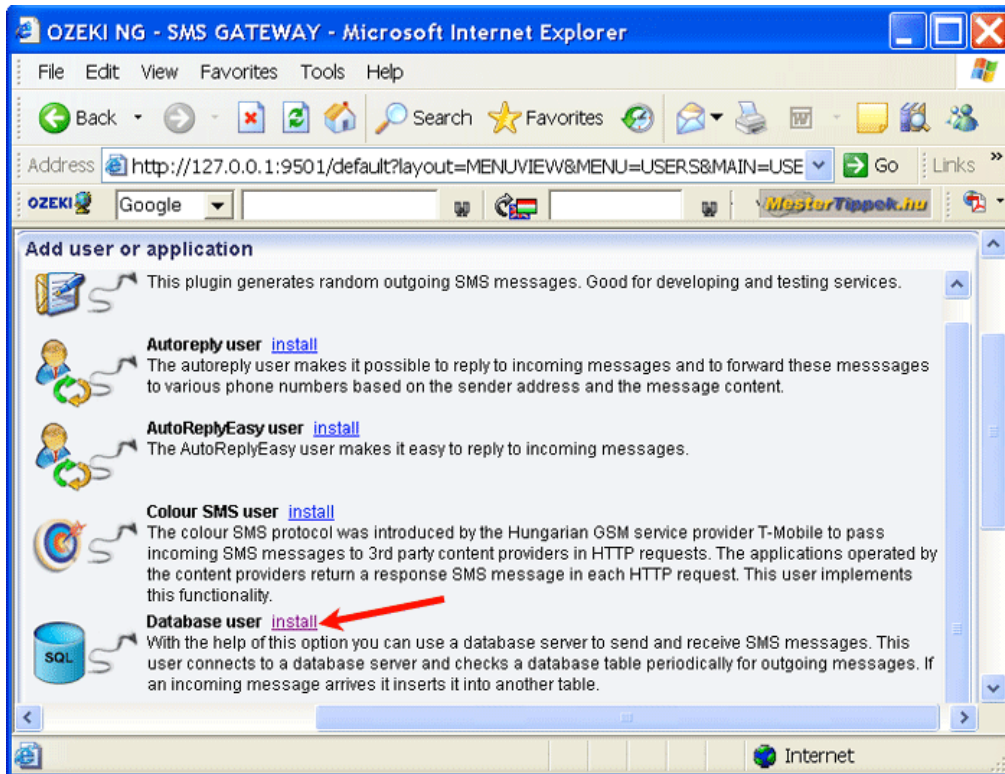 OZEKI NG - SMS GATEWAY - Microsoft Internet Explorer
File Edit View Favorites Tools Help
Back Search Favorites
Address http://127.0.0.1:9501/default?layout=MENUVIEW&MENU=USERS&MAIN=USE Go Links »
OZEKI Google MesterTippek.hu
Add user or application
This plugin generates random outgoing SMS messages. Good for developing and testing services.
Autoreply user install
The autoreply user makes it possible to reply to incoming messages and to forward these messsages
to various phone numbers based on the sender address and the message content.
AutoReplyEasy user install
The AutoReplyEasy user makes it easy to reply to incoming messages.
Colour SMS user install
The colour SMS protocol was introduced by the Hungarian GSM service provider T-Mobile to pass
incoming SMS messages to 3rd party content providers in HTTP requests. The applications operated by
the content providers return a response SMS message in each HTTP request. This user implements
this functionality.
Database user install
SQL
With the help of this option you can use a database server to send and receive SMS messages. This
user connects to a database server and checks a database table periodically for outgoing messages. If
an incoming message arrives it inserts it into another table.
Internet